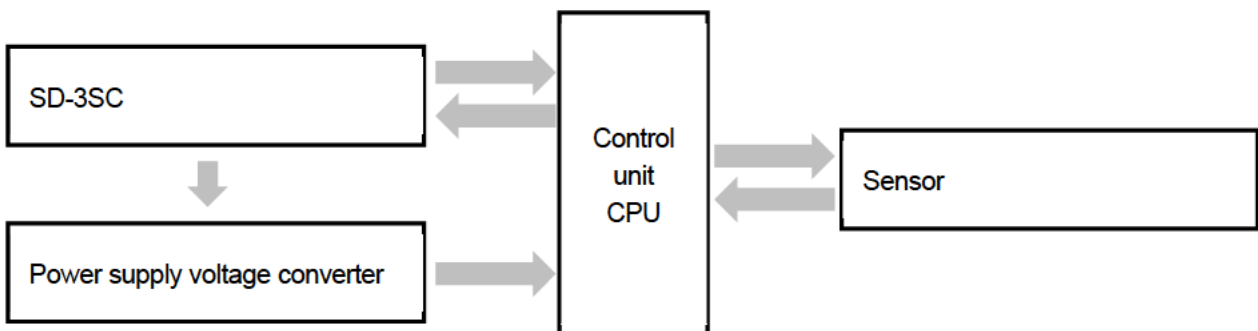 SD-3SC
Control
unit
CPU
Sensor
Power supply voltage converter